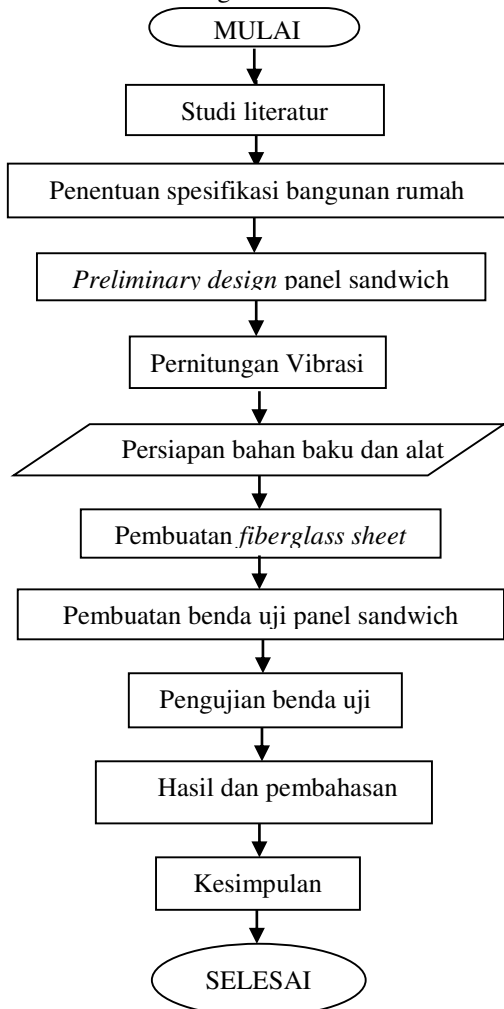 MULAI
Studi literatur
Penentuan spesifikasi bangunan rumah
Preliminary design panel sandwich
Pernitungan Vibrasi
Persiapan bahan baku dan alat
Pembuatan fiberglass sheet
Pembuatan benda uji panel sandwich
Pengujian benda uji
Hasil dan pembahasan
Kesimpulan
SELESAI